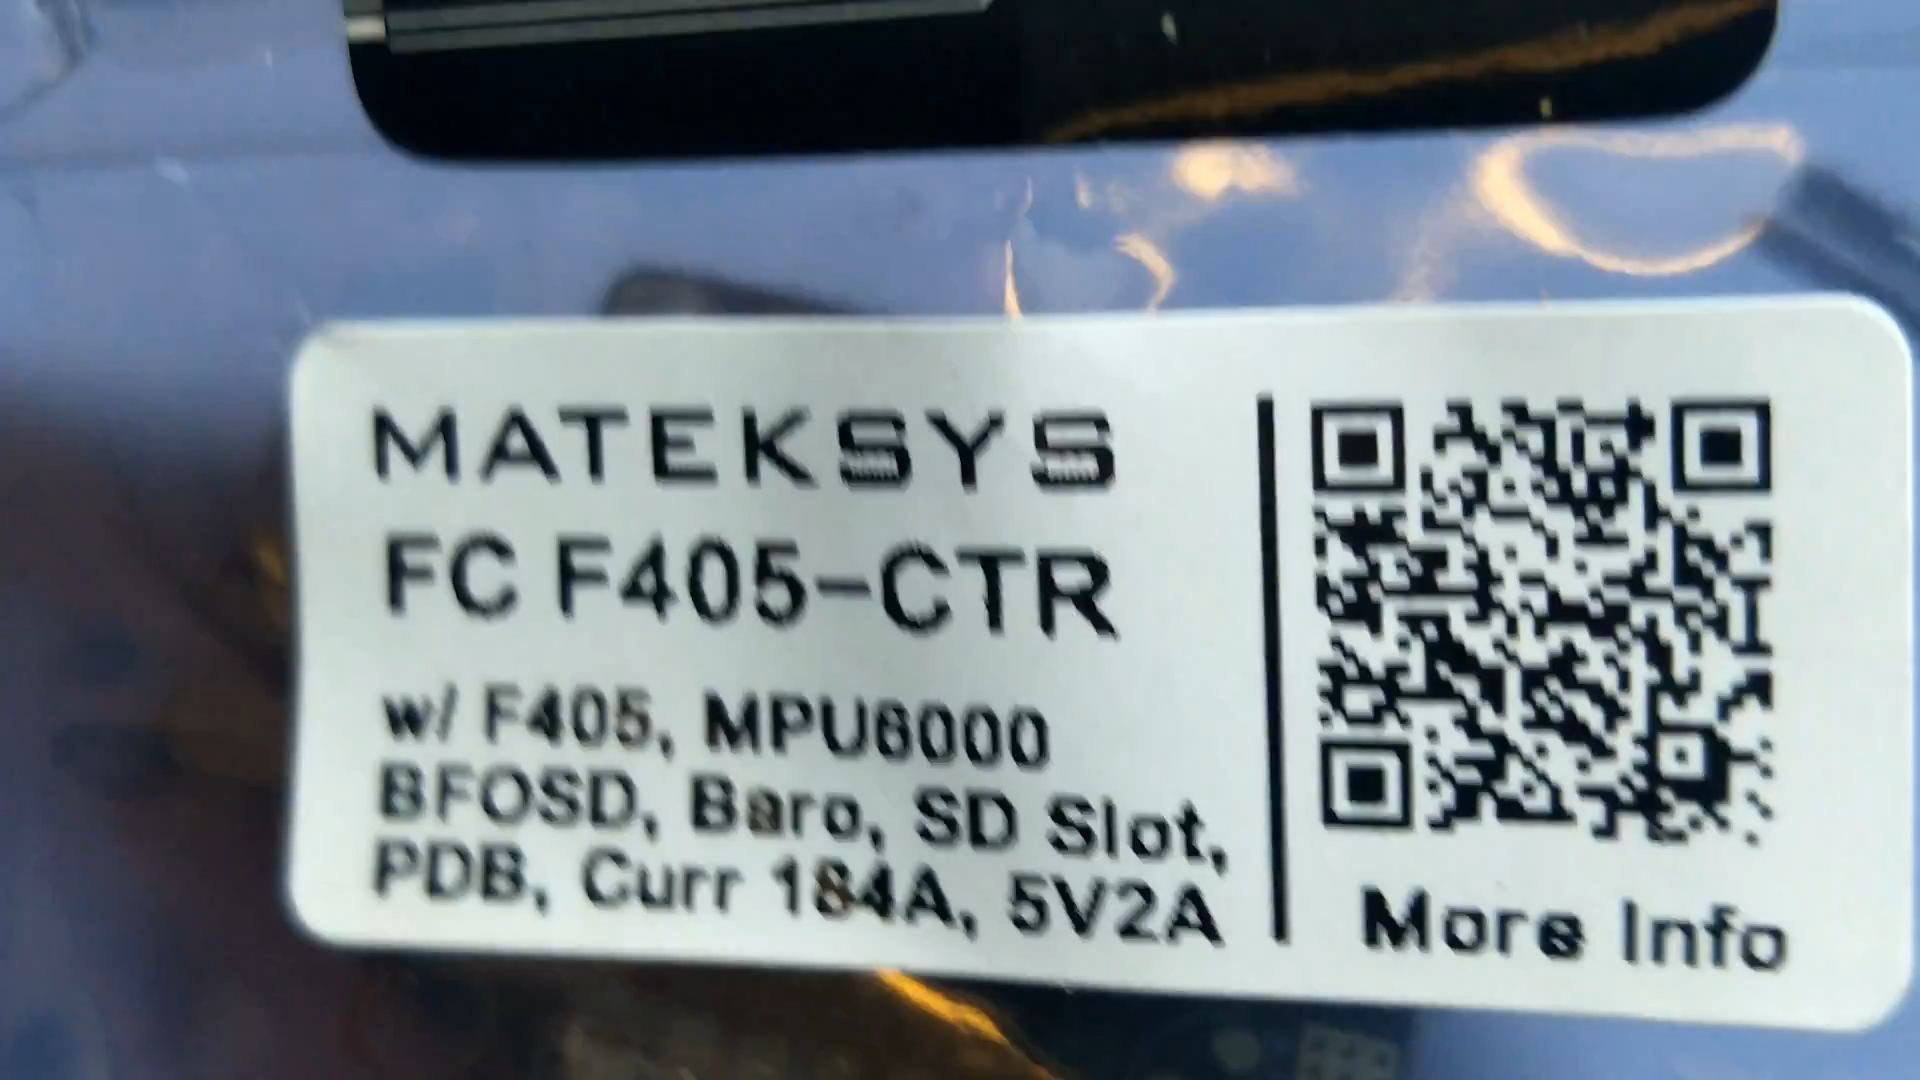 MATEKSYS
FC F405-CTR
w/ F405, MPU6000
BFOSD, Baro, SD Slot,
PDB, Curr 184A, 5V2A
More Info